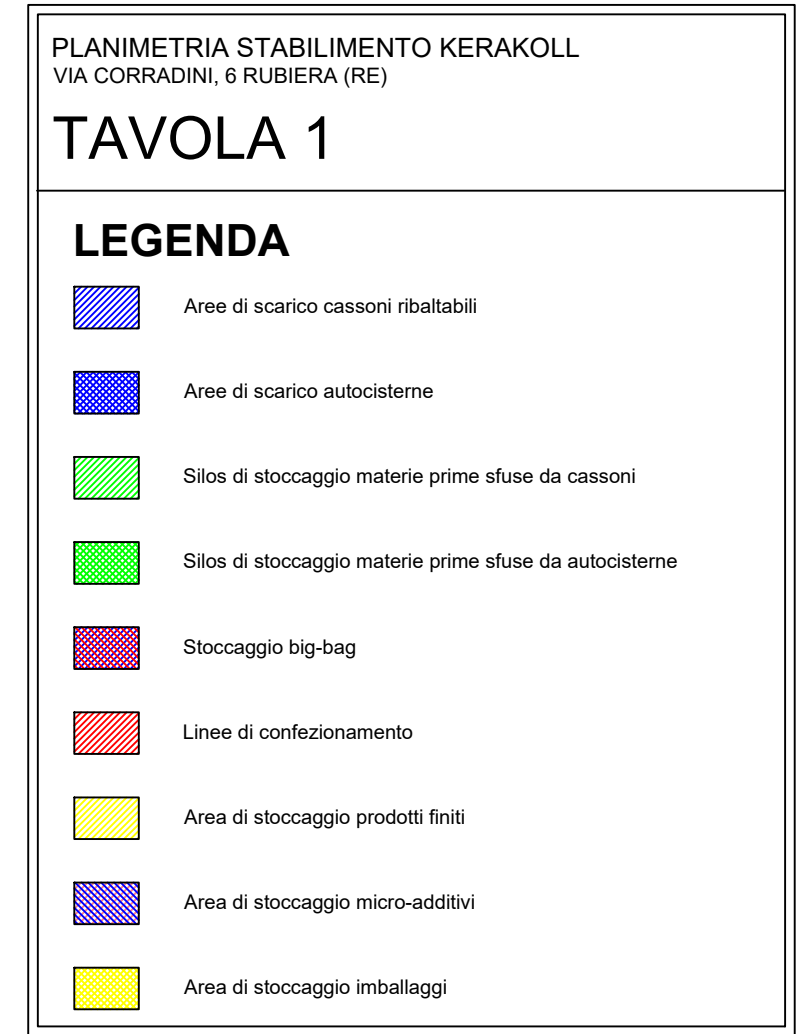 PLANIMETRIA STABILIMENTO KERAKOLL
VIA CORRADINI, 6 RUBIERA (RE)
TAVOLA 1
LEGENDA
Aree di scarico cassoni ribaltabili
Aree di scarico autocisterne
Silos di stoccaggio materie prime sfuse da cassoni
Silos di stoccaggio materie prime sfuse da autocisterne
Stoccaggio big-bag
Linee di confezionamento
Area di stoccaggio prodotti finiti
Area di stoccaggio micro-additivi
Area di stoccaggio imballaggi